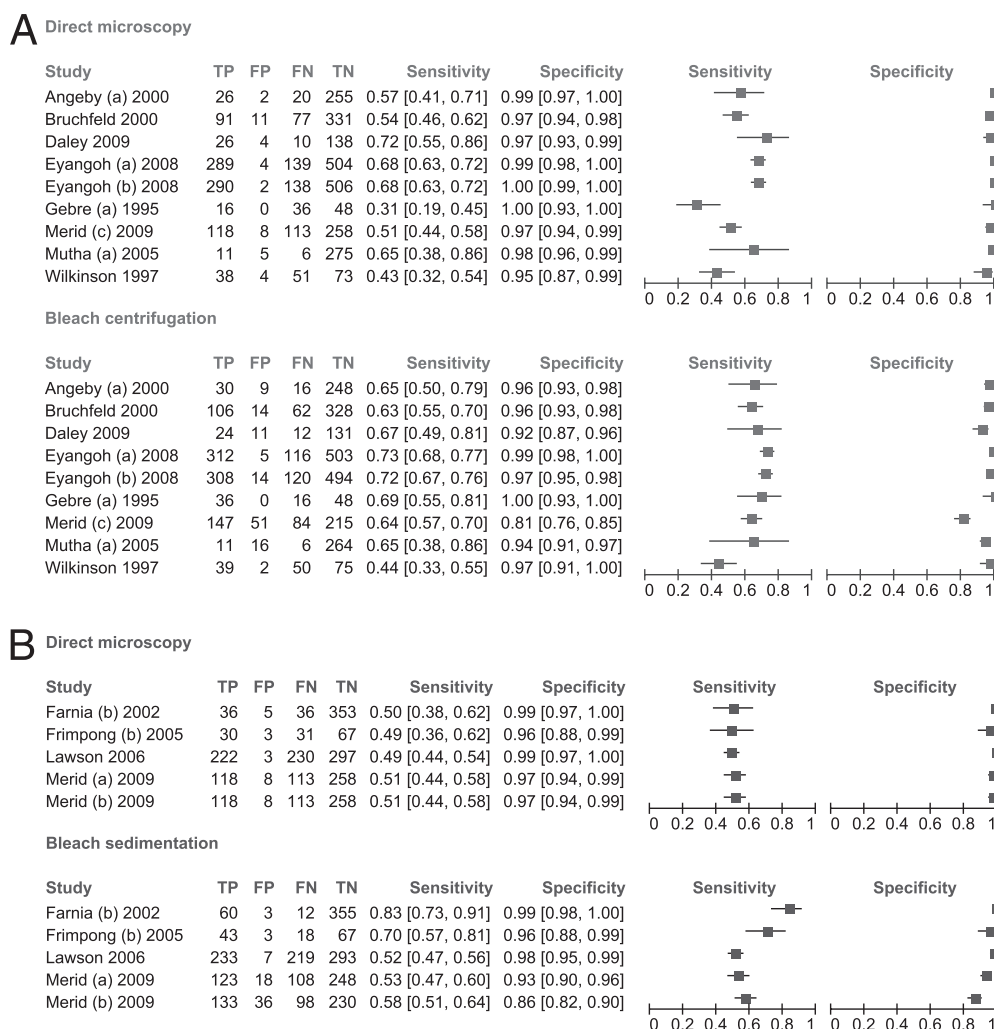 A Direct microscopy
Study TP FP FN TN Sensitivity Specificity Sensitivity Specificity
Angeby (a) 2000 26 2 20 255 0.57 [0.41, 0.71] 0.99 [0.97, 1.00]
Bruchfeld 2000 91 11 77 331 0.54 [0.46, 0.62] 0.97 [0.94, 0.98]
Daley 2009 26 4 10 138 0.72 [0.55, 0.86] 0.97 [0.93, 0.99]
Eyangoh (a) 2008 289 4 139 504 0.68 [0.63, 0.72] 0.99 [0.98, 1.00]
Eyangoh (b) 2008 290 2 138 506 0.68 [0.63, 0.72] 1.00 [0.99, 1.00]
Gebre (a) 1995 16 0 36 48 0.31 [0.19, 0.45] 1.00 [0.93, 1.00]
Merid (c) 2009 118 8 113 258 0.51 [0.44, 0.58] 0.97 [0.94, 0.99]
Mutha (a) 2005 11 5 6 275 0.65 [0.38, 0.86] 0.98 [0.96, 0.99]
Wilkinson 1997 38 4 51 73 0.43 [0.32, 0.54] 0.95 [0.87, 0.99]
0 0.2 0.4 0.6 0.8 1 0 0.2 0.4 0.6 0.8 1
Bleach centrifugation
Study TP FP FN TN Sensitivity Specificity Sensitivity Specificity
Angeby (a) 2000 30 9 16 248 0.65 [0.50, 0.79] 0.96 [0.93, 0.98]
Bruchfeld 2000 106 14 62 328 0.63 [0.55, 0.70] 0.96 [0.93, 0.98]
Daley 2009 24 11 12 131 0.67 [0.49, 0.81] 0.92 [0.87, 0.96]
Eyangoh (a) 2008 312 5 116 503 0.73 [0.68, 0.77] 0.99 [0.98, 1.00]
Eyangoh (b) 2008 308 14 120 494 0.72 [0.67, 0.76] 0.97 [0.95, 0.98]
Gebre (a) 1995 36 0 16 48 0.69 [0.55, 0.81] 1.00 [0.93, 1.00]
Merid (c) 2009 147 51 84 215 0.64 [0.57, 0.70] 0.81 [0.76, 0.85]
Mutha (a) 2005 11 16 6 264 0.65 [0.38, 0.86] 0.94 [0.91, 0.97]
Wilkinson 1997 39 2 50 75 0.44 [0.33, 0.55] 0.97 [0.91, 1.00]
0 0.2 0.4 0.6 0.8 1 0 0.2 0.4 0.6 0.8 1
B Direct microscopy
Study TP FP FN TN Sensitivity Specificity Sensitivity Specificity
Farnia (b) 2002 36 5 36 353 0.50 [0.38, 0.62] 0.99 [0.97, 1.00]
Frimpong (b) 2005 30 3 31 67 0.49 [0.36, 0.62] 0.96 [0.88, 0.99]
Lawson 2006 222 3 230 297 0.49 [0.44, 0.54] 0.99 [0.97, 1.00]
Merid (a) 2009 118 8 113 258 0.51 [0.44, 0.58] 0.97 [0.94, 0.99]
Merid (b) 2009 118 8 113 258 0.51 [0.44, 0.58] 0.97 [0.94, 0.99]
0 0.2 0.4 0.6 0.8 1 0 0.2 0.4 0.6 0.8 1
Bleach sedimentation
Study TP FP FN TN Sensitivity Specificity Sensitivity Specificity
Farnia (b) 2002 60 3 12 355 0.83 [0.73, 0.91] 0.99 [0.98, 1.00]
Frimpong (b) 2005 43 3 18 67 0.70 [0.57, 0.81] 0.96 [0.88, 0.99]
Lawson 2006 233 7 219 293 0.52 [0.47, 0.56] 0.98 [0.95, 0.99]
Merid (a) 2009 123 18 108 248 0.53 [0.47, 0.60] 0.93 [0.90, 0.96]
Merid (b) 2009 133 36 98 230 0.58 [0.51, 0.64] 0.86 [0.82, 0.90]
0 0.2 0.4 0.6 0.8 1 0 0.2 0.4 0.6 0.8 1